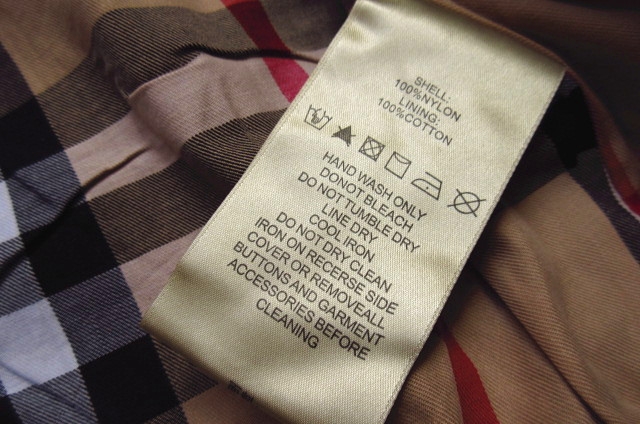 SHELL:
100%NYLON
LINING:
100%COTTON
HAND WASH ONLY
DONOT BLEACH
DO NOT TUMBLE DRY
LINE DRY
COOL IRON
DO NOT DRY CLEAN
IRON ON RECERSE SIDE
COVER OR REMOVEALL
BUTTONS AND GARMENT
ACCESSORIES BEFORE
CLEANING